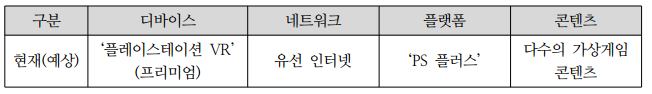 구분 디바이스 네트워크 플랫폼 콘텐츠
현재(예상) ‘플레이스테이션 VR’ (프리미엄) 유선 인터넷 ‘PS 플러스’ 다수의 가상게임 콘텐츠